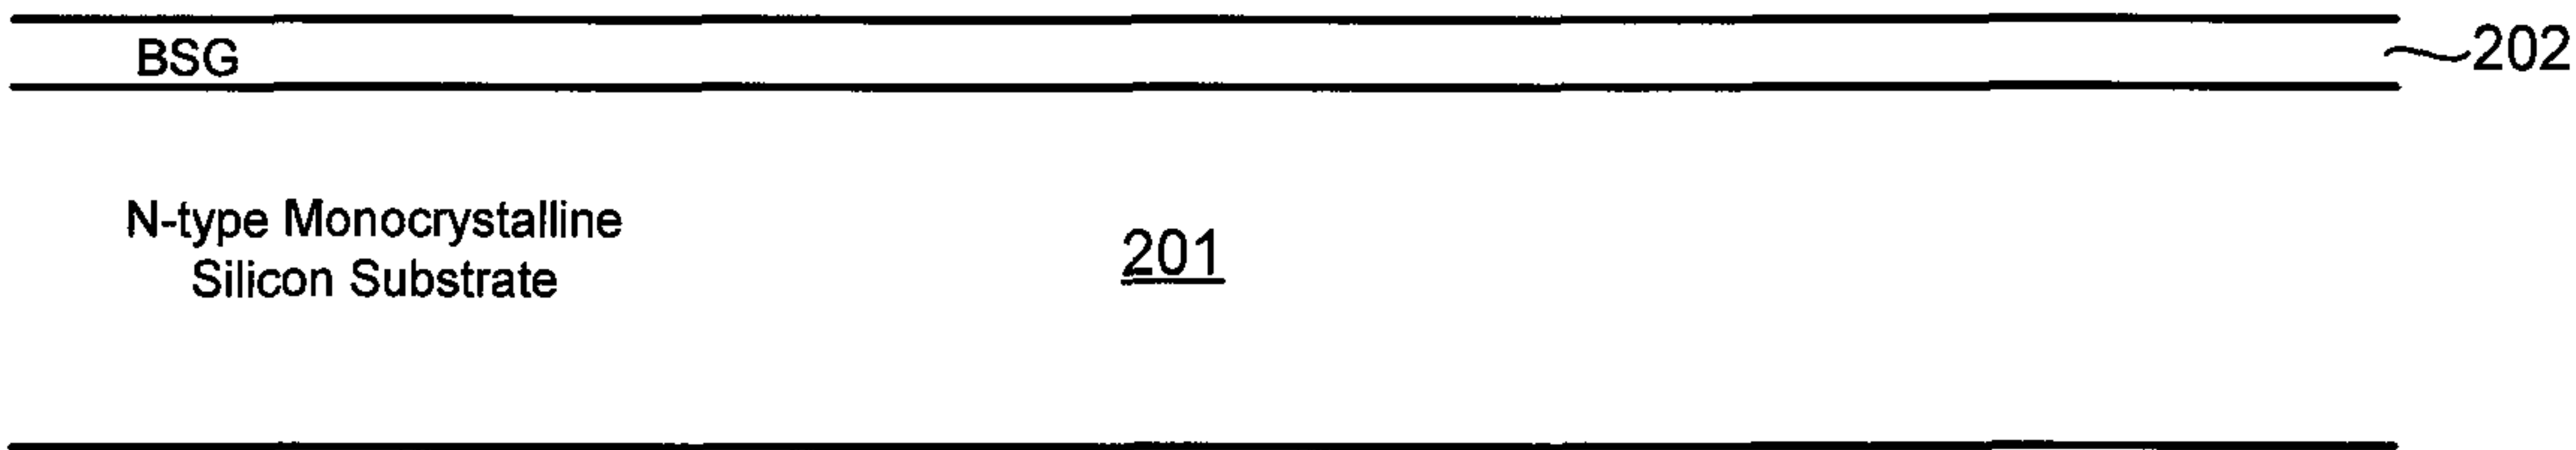 BSG
202
N-type Monocrystalline
Silicon Substrate
201